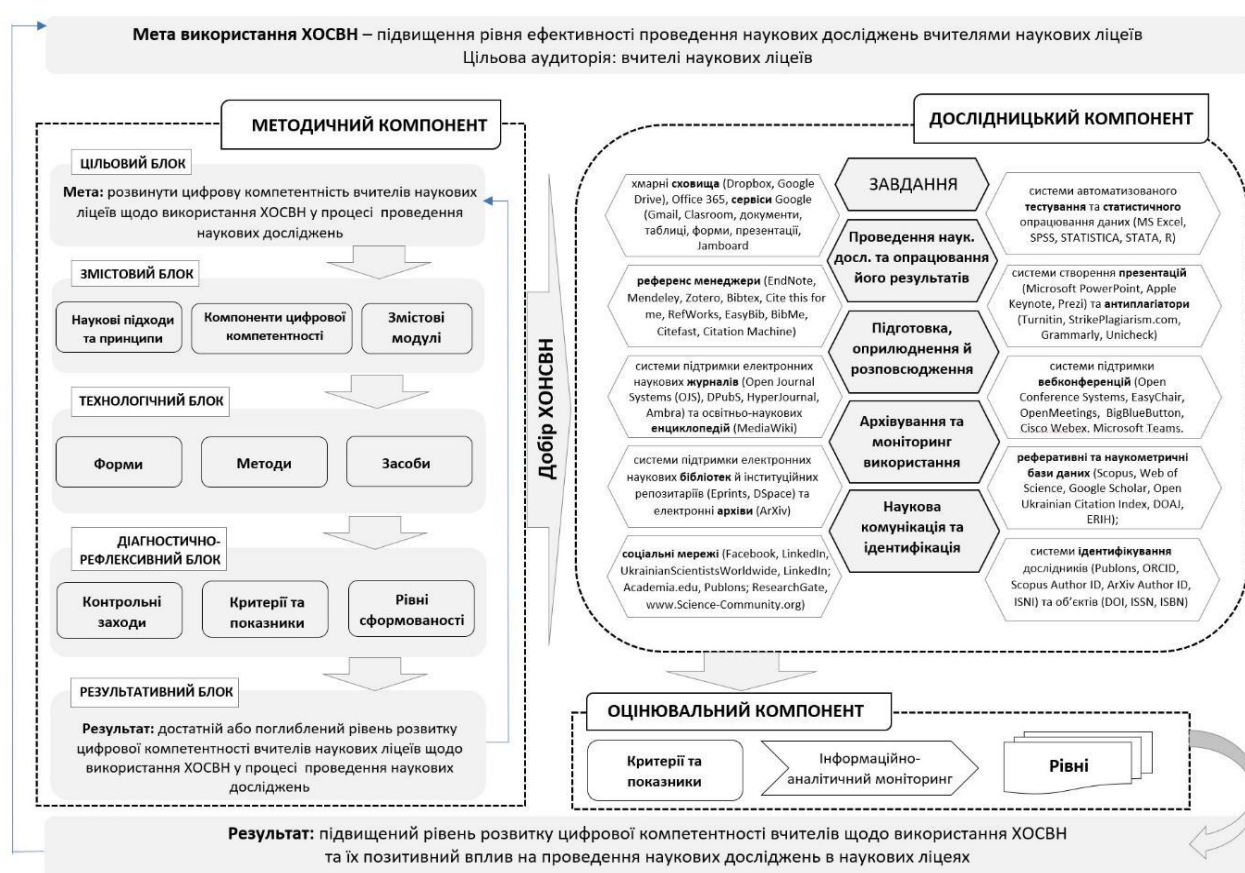 Мета використання ХОСВН – підвищення рівня ефективності проведення наукових досліджень вчителями наукових ліцеїв
Цільова аудиторія: вчителі наукових ліцеїв
МЕТОДИЧНИЙ КОМПОНЕНТ
ЦІЛЬОВИЙ БЛОК
Мета: розвинути цифрову компетентність вчителів наукових
ліцеїв щодо використання ХОСВН у процесі проведення
наукових досліджень
ЗМІСТОВИЙ БЛОК
Наукові підходи
та принципи
Компоненти цифрової
компетентності
Змістові
модулі
ТЕХНОЛОГІЧНИЙ БЛОК
Форми
Методи
Засоби
ДІАГНОСТИЧНО-
РЕФЛЕКСИВНИЙ БЛОК
Контрольні
заходи
Критерії та
показники
Рівні
сформованості
РЕЗУЛЬТАТИВНИЙ БЛОК
Результат: достатній або поглиблений рівень розвитку
цифрової компетентності вчителів наукових ліцеїв щодо
використання ХОСВН у процесі проведення наукових
досліджень
Добір ХОНСВН
ДОСЛІДНИЦЬКИЙ КОМПОНЕНТ
хмарні сховища (Dropbox, Google
Drive), Office 365, сервіси Google
(Gmail, Clasroom, документи,
таблиці, форми, презентації,
Jamboard
референс менеджери (EndNote,
Mendeley, Zotero, Bibtex, Cite this for
me, RefWorks, EasyBib, BibMe,
Citefast, Citation Machine)
системи підтримки електронних
наукових журналів (Open Journal
Systems (OJS), DPubS, HyperJournal,
Ambra) та освітньо-наукових
енциклопедій (MediaWiki)
системи підтримки електронних
наукових бібліотек й інституційних
репозитаріїв (Eprints, DSpace) та
електронні архіви (ArXiv)
соціальні мережі (Facebook, LinkedIn,
UkrainianScientistsWorldwide, LinkedIn;
Academia.edu, Publons; ResearchGate,
www.Science-Community.org)
ЗАВДАННЯ
Проведення наук.
досл. та опрацювання
його результатів
Підготовка,
оприлюднення й
розповсюдження
Архівування та
моніторинг
використання
Наукова
комунікація та
ідентифікація
системи автоматизованого
тестування та статистичного
опрацювання даних (MS Excel,
SPSS, STATISTICA, STATA, R)
системи створення презентацій
(Microsoft PowerPoint, Apple
Keynote, Prezi) та антиплагіатори
(Turnitin, StrikePlagiarism.com,
Grammarly, Unicheck)
системи підтримки
вебконференцій (Open
Conference Systems, EasyChair,
OpenMeetings, BigBlueButton,
Cisco Webex. Microsoft Teams.
реферативні та наукометричні
бази даних (Scopus, Web of
Science, Google Scholar, Open
Ukrainian Citation Index, DOAJ,
ERIH);
системи ідентифікування
дослідників (Publons, ORCID,
Scopus Author ID, ArXiv Author ID,
ISNI) та об’єктів (DOI, ISSN, ISBN)
ОЦІНЮВАЛЬНИЙ КОМПОНЕНТ
Критерії та
показники
Інформаційно-
аналітичний моніторинг
Рівні
Результат: підвищений рівень розвитку цифрової компетентності вчителів щодо використання ХОСВН
та їх позитивний вплив на проведення наукових досліджень в наукових ліцеях